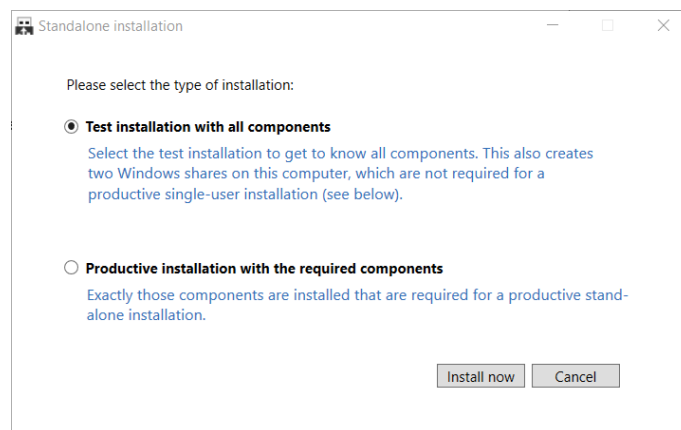 Standalone installation
Please select the type of installation:
Test installation with all components
Select the test installation to get to know all components. This also creates
two Windows shares on this computer, which are not required for a
productive single-user installation (see below).
Productive installation with the required components
Exactly those components are installed that are required for a productive stand-
alone installation.
Install now
Cancel